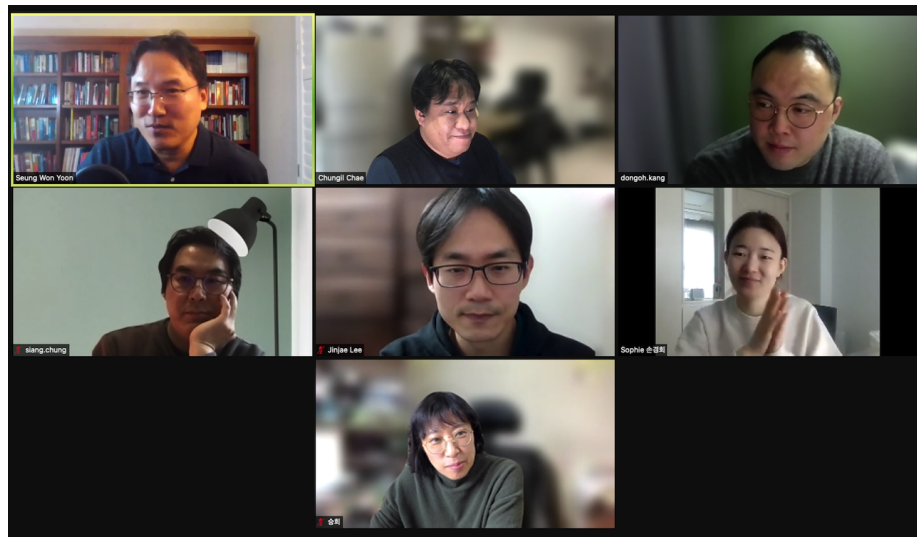 Seung Won Yoon
Chungil Chae
dongoh.kang
siang.chung
Jinjae Lee
Sophie 손경희
승희